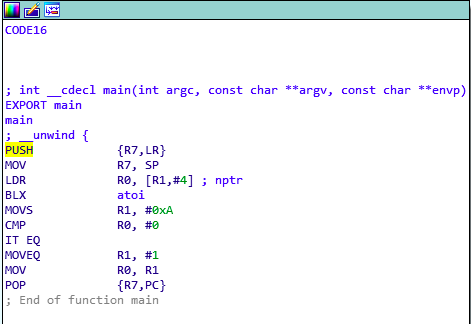 CODE16
; int __cdecl main(int argc, const char **argv, const char **envp)
EXPORT main
main
; __unwind {
PUSH {R7,LR}
MOV R7, SP
LDR R0, [R1,#4] ; nptr
BLX atoi
MOVS R1, #0xA
CMP R0, #0
IT EQ
MOVEQ R1, #1
MOV R0, R1
POP {R7,PC}
; End of function main